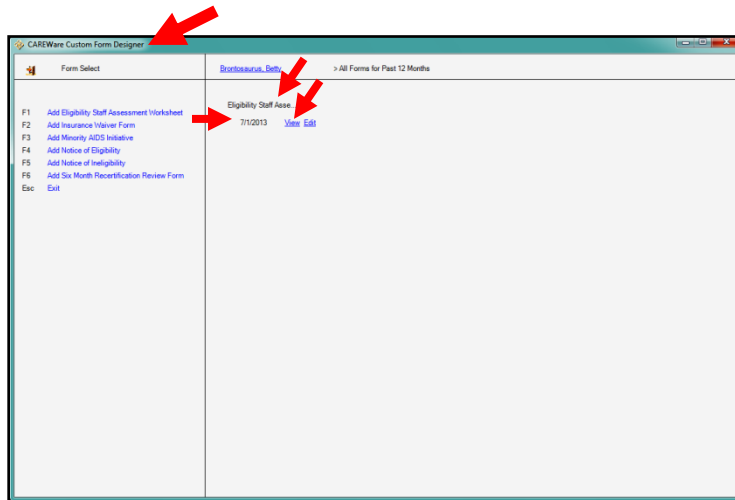 CAREWare Custom Form Designer
Form Select
Brontosaurus, Betty > All Forms for Past 12 Months
Eligibility Staff Asse...
7/1/2013 View Edit
F1 Add Eligibility Staff Assessment Worksheet
F2 Add Insurance Waiver Form
F3 Add Minority AIDS Initiative
F4 Add Notice of Eligibility
F5 Add Notice of Ineligibility
F6 Add Six Month Recertification Review Form
Esc Exit